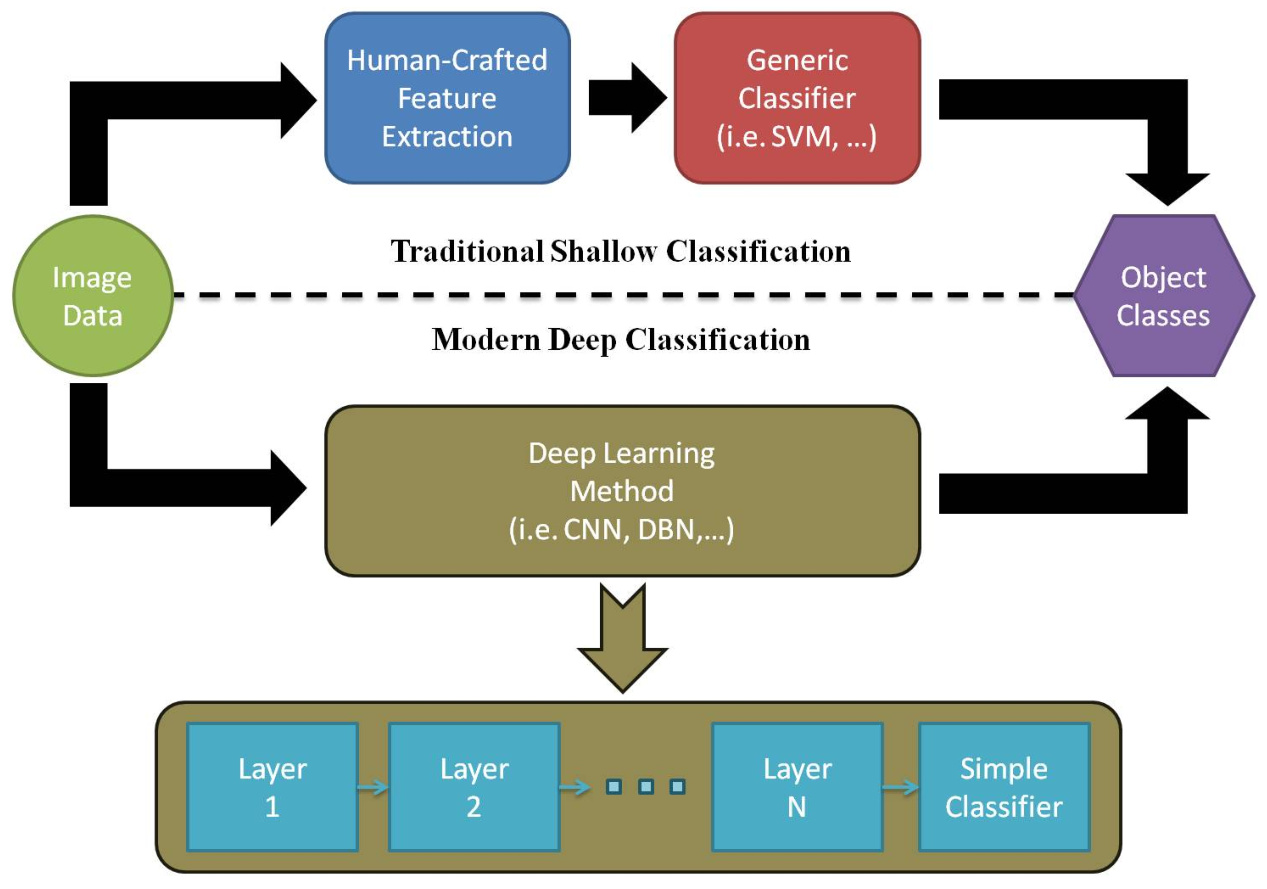 Human-Crafted
Feature
Extraction
Generic
Classifier
(i.e. SVM, ...)
Traditional Shallow Classification
Image
Data
Object
Classes
Modern Deep Classification
Deep Learning
Method
(i.e. CNN, DBN,...)
Layer
1
Layer
2
Layer
N
Simple
Classifier